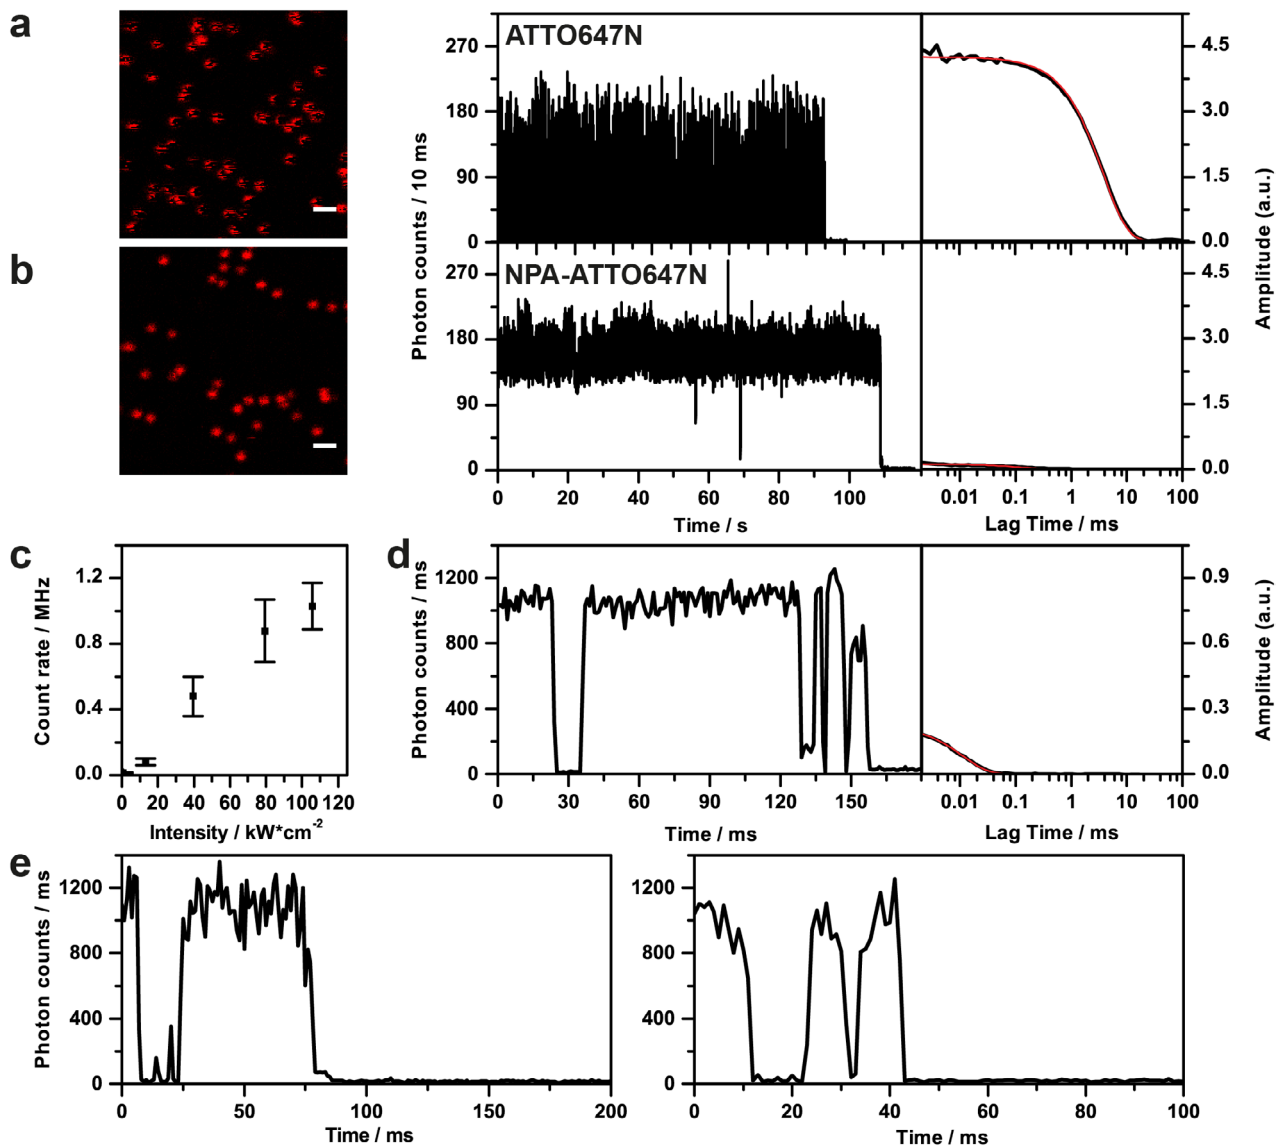 a
ATTO647N
270
180
90
0
4.5
3.0
1.5
0.0
b
NPA-ATTO647N
270
180
90
0
4.5
3.0
1.5
0.0
Photon counts / 10 ms
Amplitude (a.u.)
0 20 40 60 80 100
0.01 0.1 1 10 100
Time / s
Lag Time / ms
c
1.2
0.8
0.4
0.0
Count rate / MHz
0 20 40 60 80 100 120
Intensity / kW*cm-2
d
1200
800
400
0
Photon counts / ms
0.9
0.6
0.3
0.0
Amplitude (a.u.)
0 30 60 90 120 150
0.01 0.1 1 10 100
Time / ms
Lag Time / ms
e
1200
800
400
0
Photon counts / ms
0 50 100 150 200
Time / ms
1200
800
400
0
Photon counts / ms
0 20 40 60 80 100
Time / ms